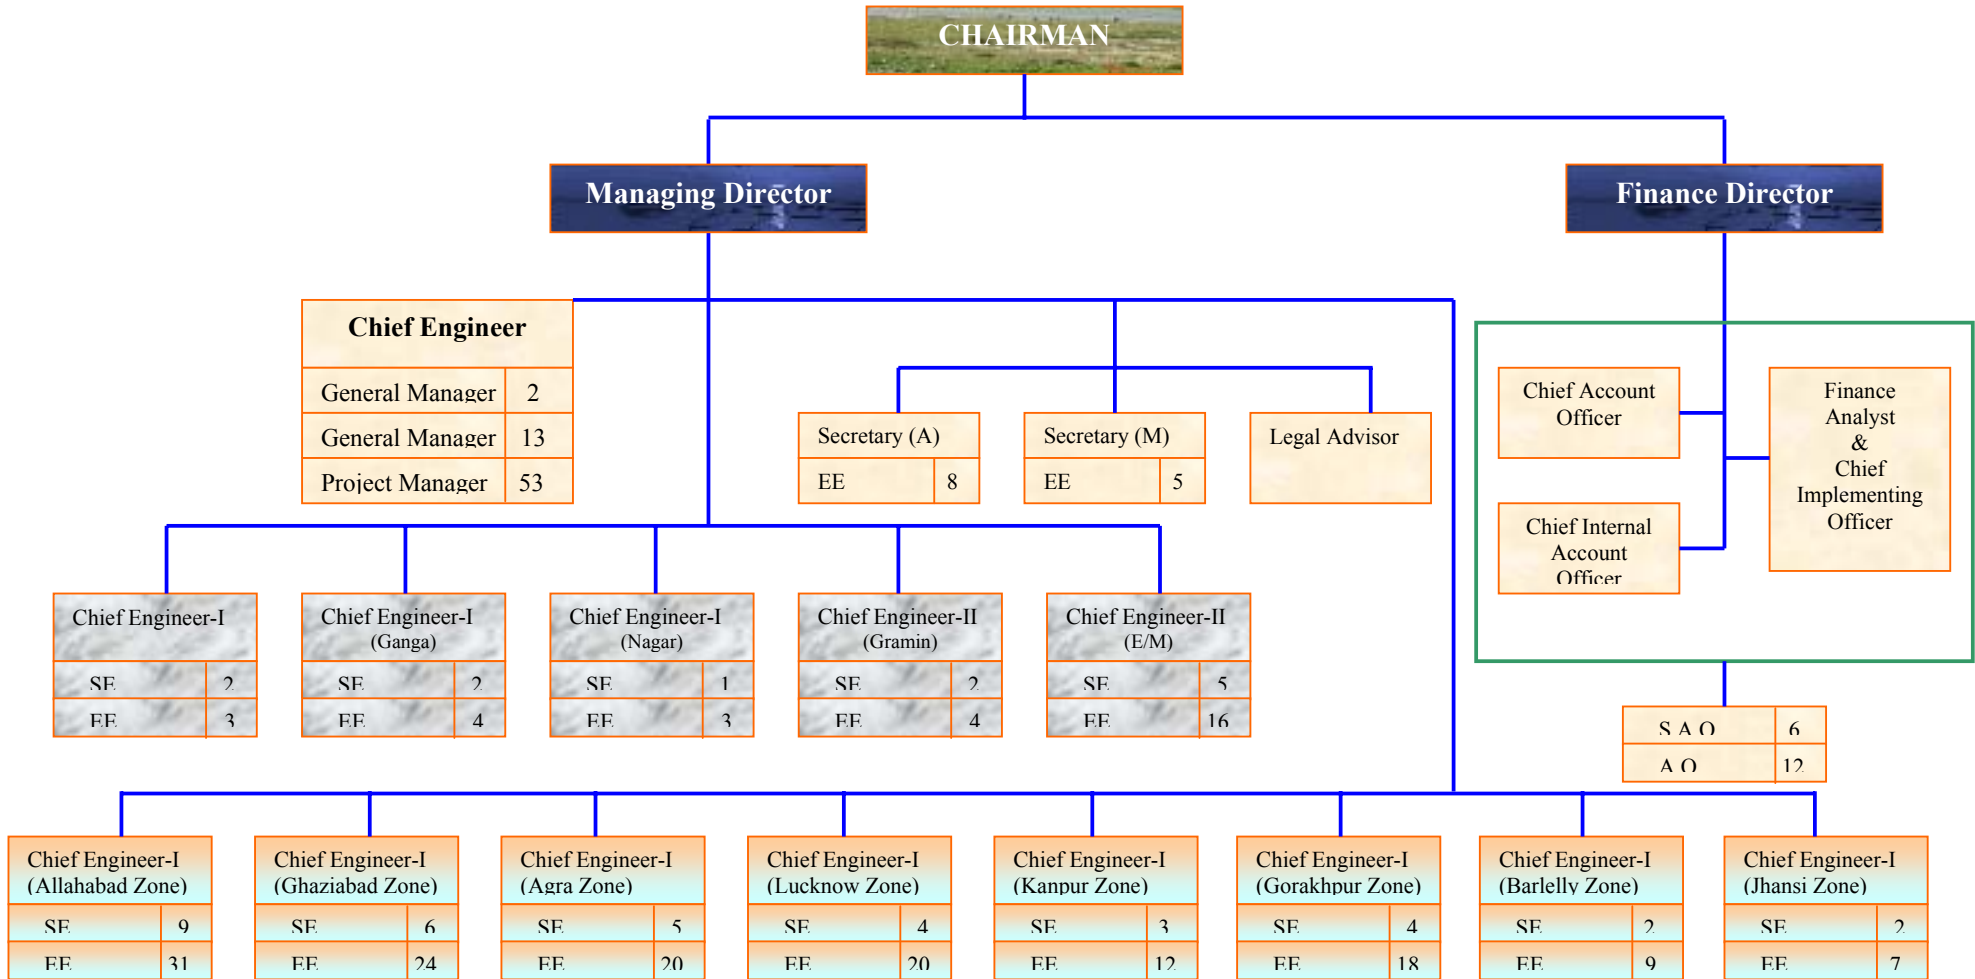 CHAIRMAN
Managing Director
Finance Director
Chief Engineer
General Manager 2
General Manager 13
Project Manager 53
Secretary (A)
EE 8
Secretary (M)
EE 5
Legal Advisor
Chief Account
Officer
Finance
Analyst
&
Chief
Implementing
Officer
Chief Internal
Account
Officer
Chief Engineer-I
SE 2
EE 3
Chief Engineer-I
(Ganga)
SE 2
EE 4
Chief Engineer-I
(Nagar)
SE 1
EE 3
Chief Engineer-II
(Gramin)
SE 2
EE 4
Chief Engineer-II
(E/M)
SE 5
EE 16
S.A.O. 6
A.O. 12
Chief Engineer-I
(Allahabad Zone)
SE 9
EE 31
Chief Engineer-I
(Ghaziabad Zone)
SE 6
EE 24
Chief Engineer-I
(Agra Zone)
SE 5
EE 20
Chief Engineer-I
(Lucknow Zone)
SE 4
EE 20
Chief Engineer-I
(Kanpur Zone)
SE 3
EE 12
Chief Engineer-I
(Gorakhpur Zone)
SE 4
EE 18
Chief Engineer-I
(Barlelly Zone)
SE 2
EE 9
Chief Engineer-I
(Jhansi Zone)
SE 2
EE 7